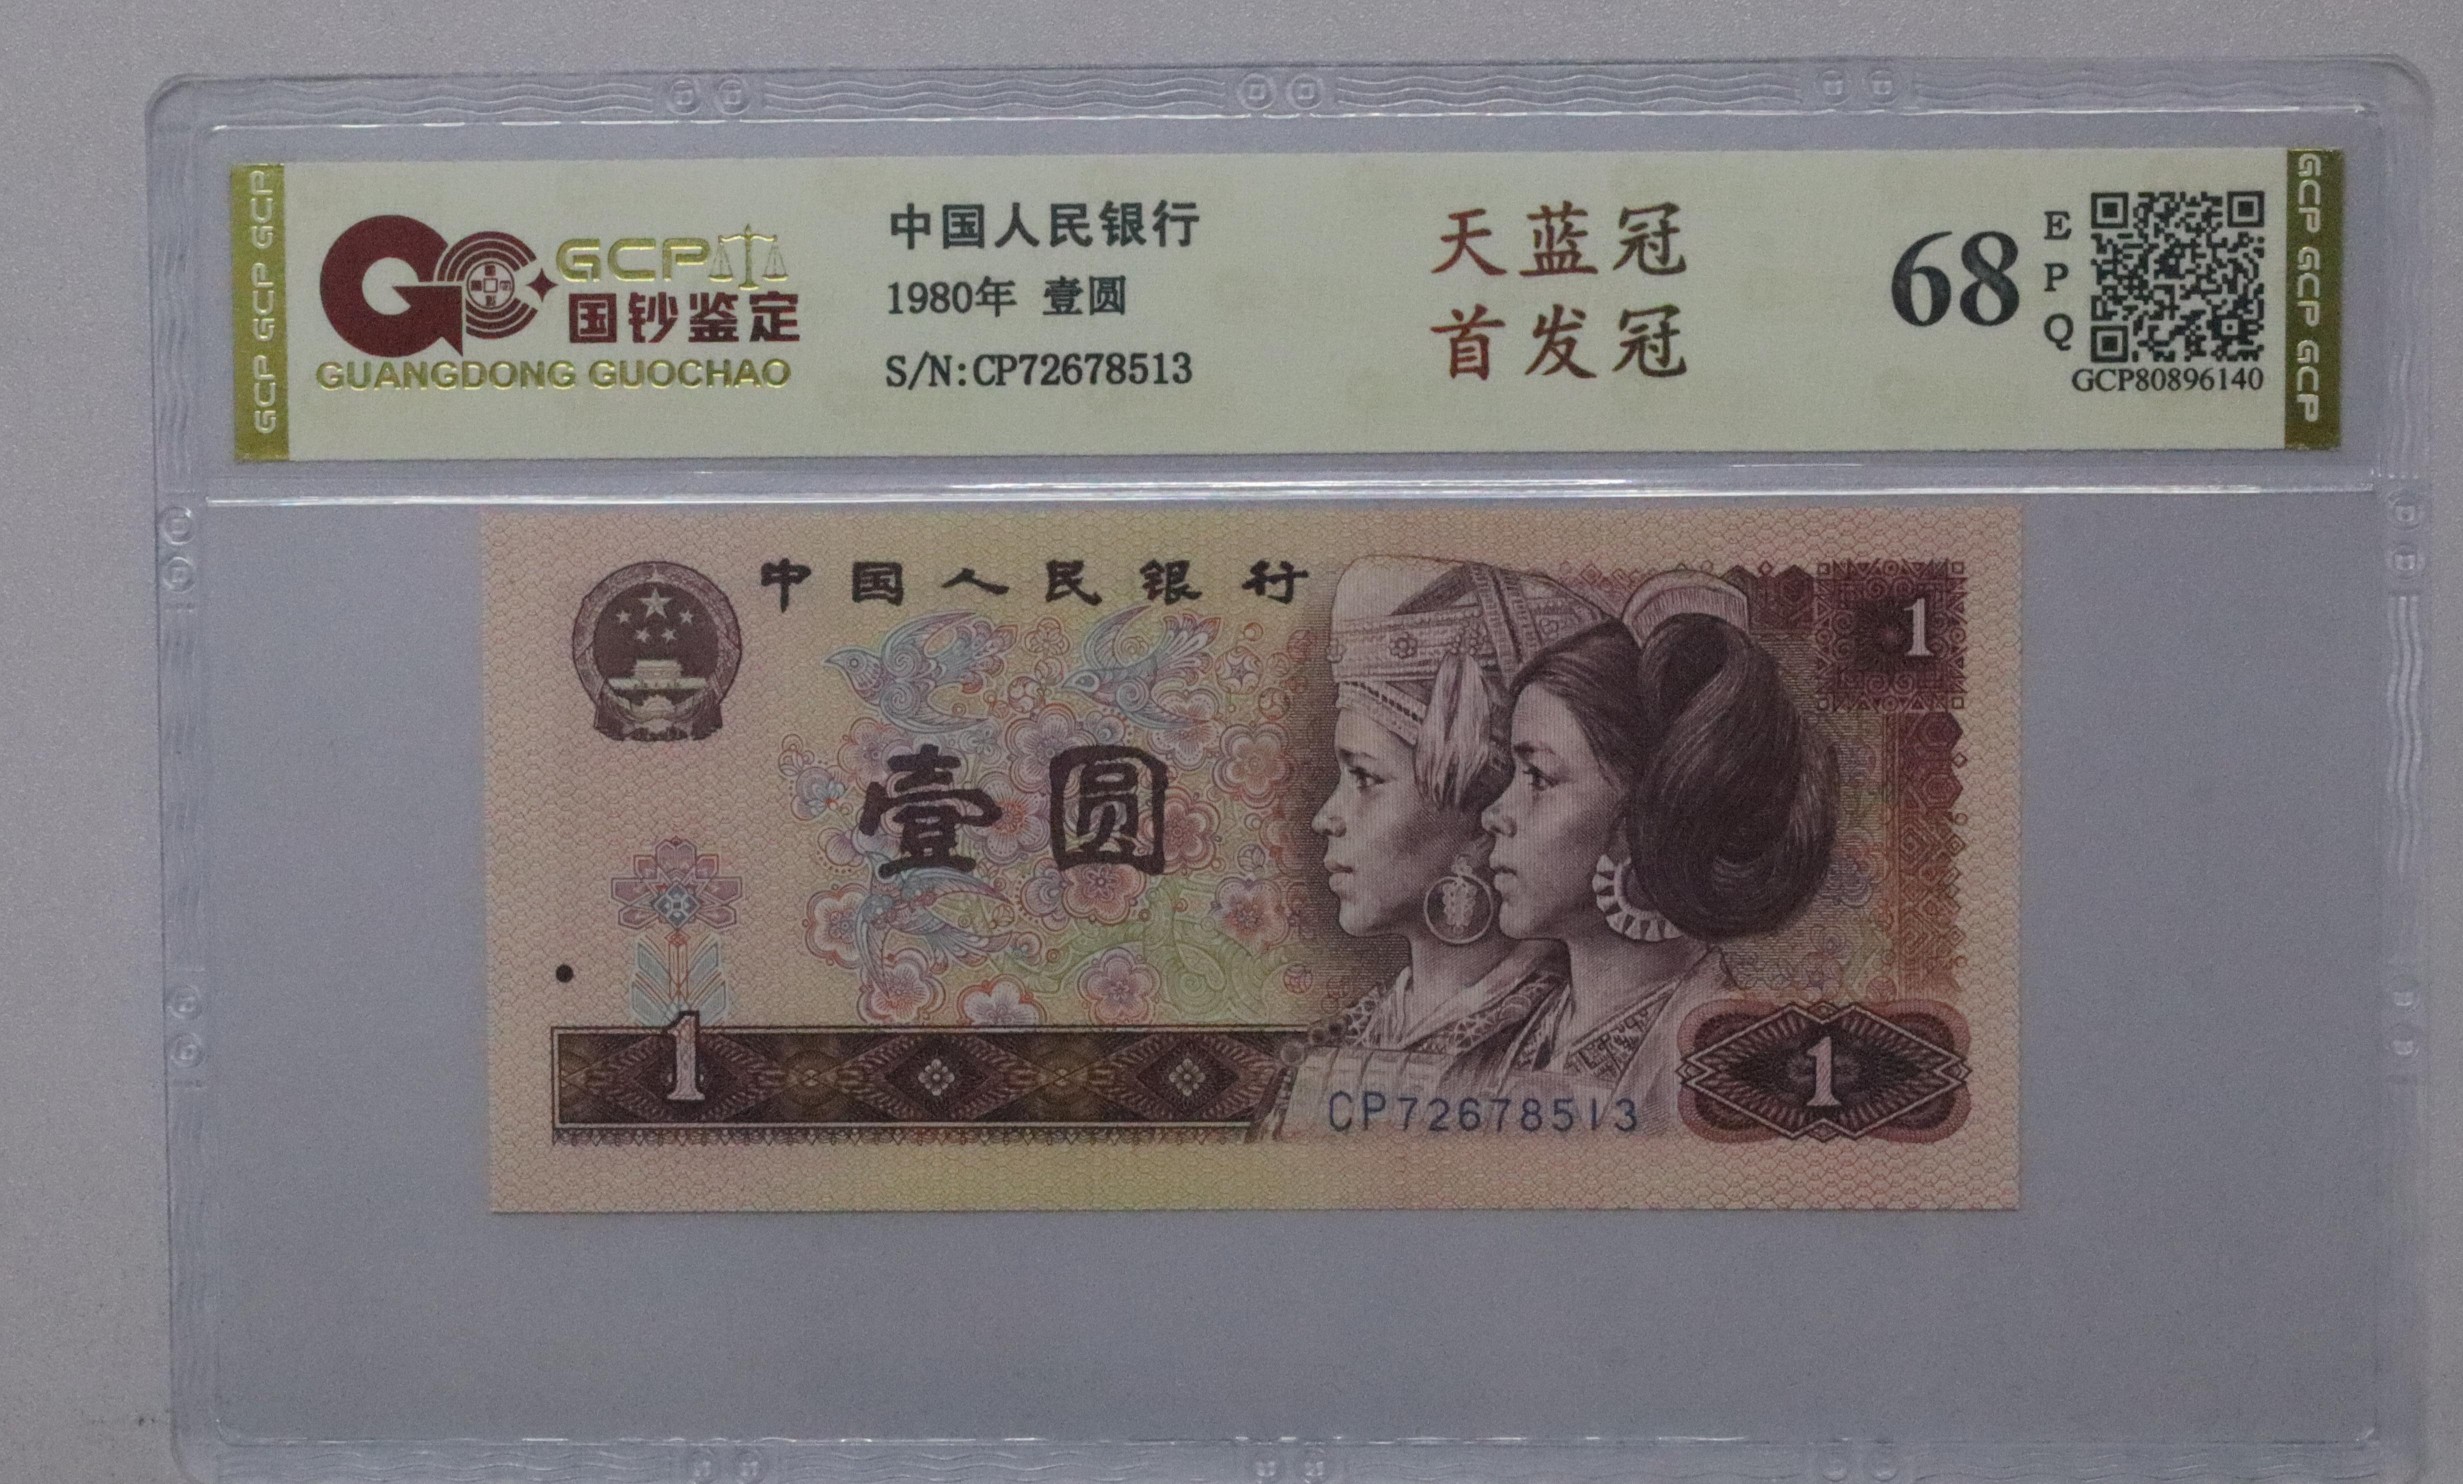 GCP GCP GCP
GCP
国钞鉴定
GUANGDONG GUOCHAO
中国人民银行
1980年 壹圆
S/N:CP72678513
天蓝冠
首发冠
68
E
P
Q
GCP80896140
GCP GCP GCP
中国人民银行
1
壹圆
1
CP72678513
1